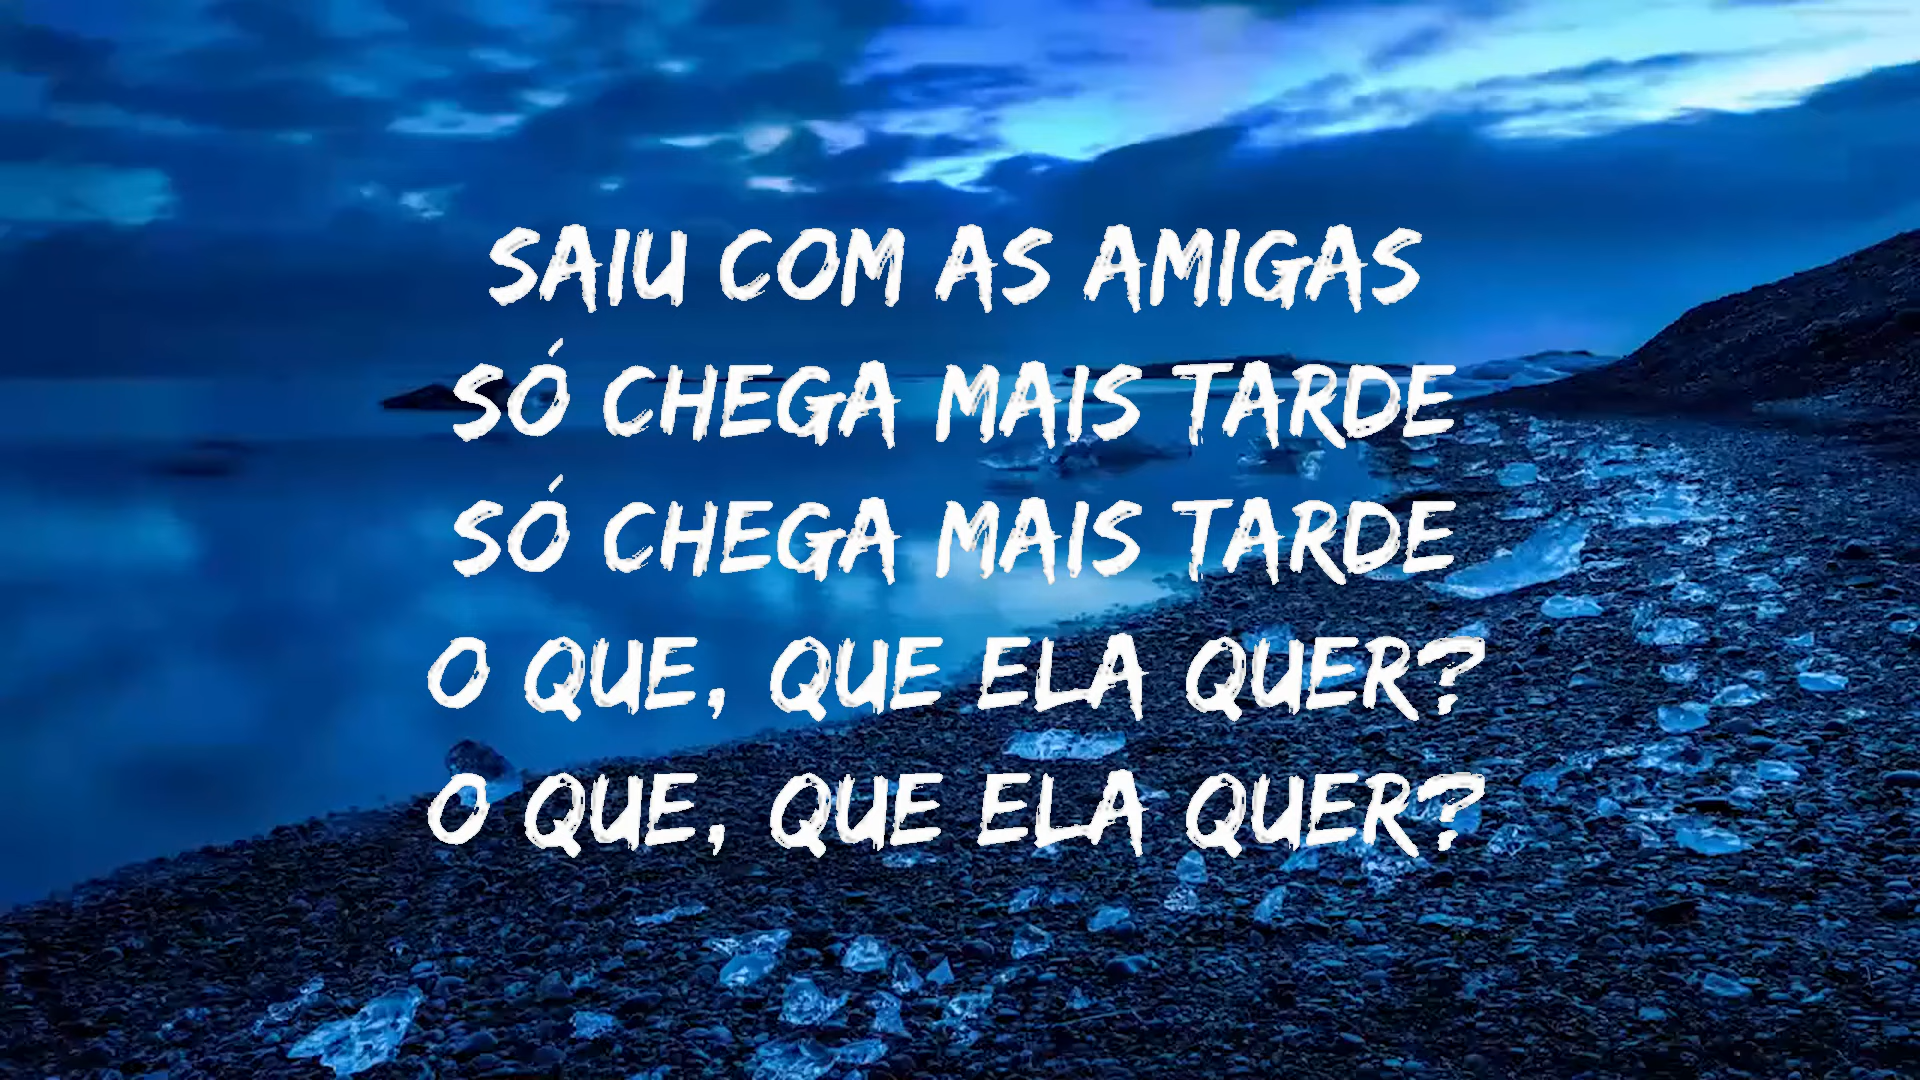 SAIU COM AS AMIGAS
SÓ CHEGA MAIS TARDE
SÓ CHEGA MAIS TARDE
O QUE, QUE ELA QUER?
O QUE, QUE ELA QUER?